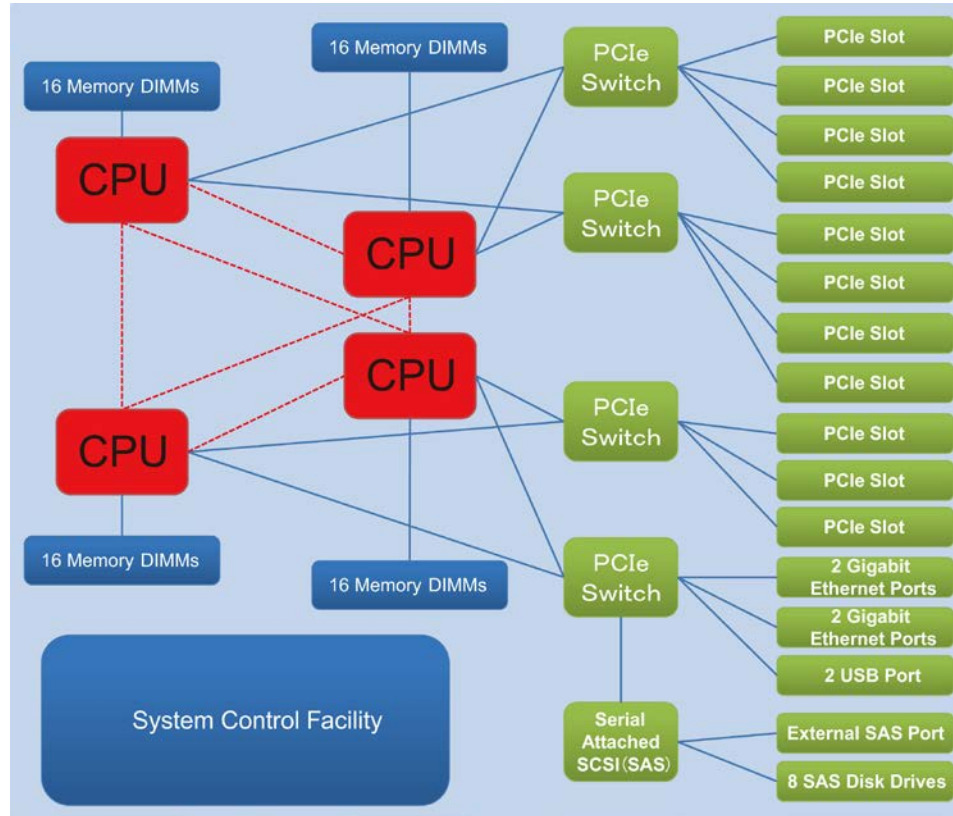 16 Memory DIMMs
16 Memory DIMMs
CPU
CPU
CPU
CPU
16 Memory DIMMs
16 Memory DIMMs
System Control Facility
PCIe
Switch
PCIe
Switch
PCIe
Switch
PCIe
Switch
Serial
Attached
SCSI(SAS)
PCIe Slot
PCIe Slot
PCIe Slot
PCIe Slot
PCIe Slot
PCIe Slot
PCIe Slot
PCIe Slot
PCIe Slot
PCIe Slot
PCIe Slot
2 Gigabit
Ethernet Ports
2 Gigabit
Ethernet Ports
2 USB Port
External SAS Port
8 SAS Disk Drives